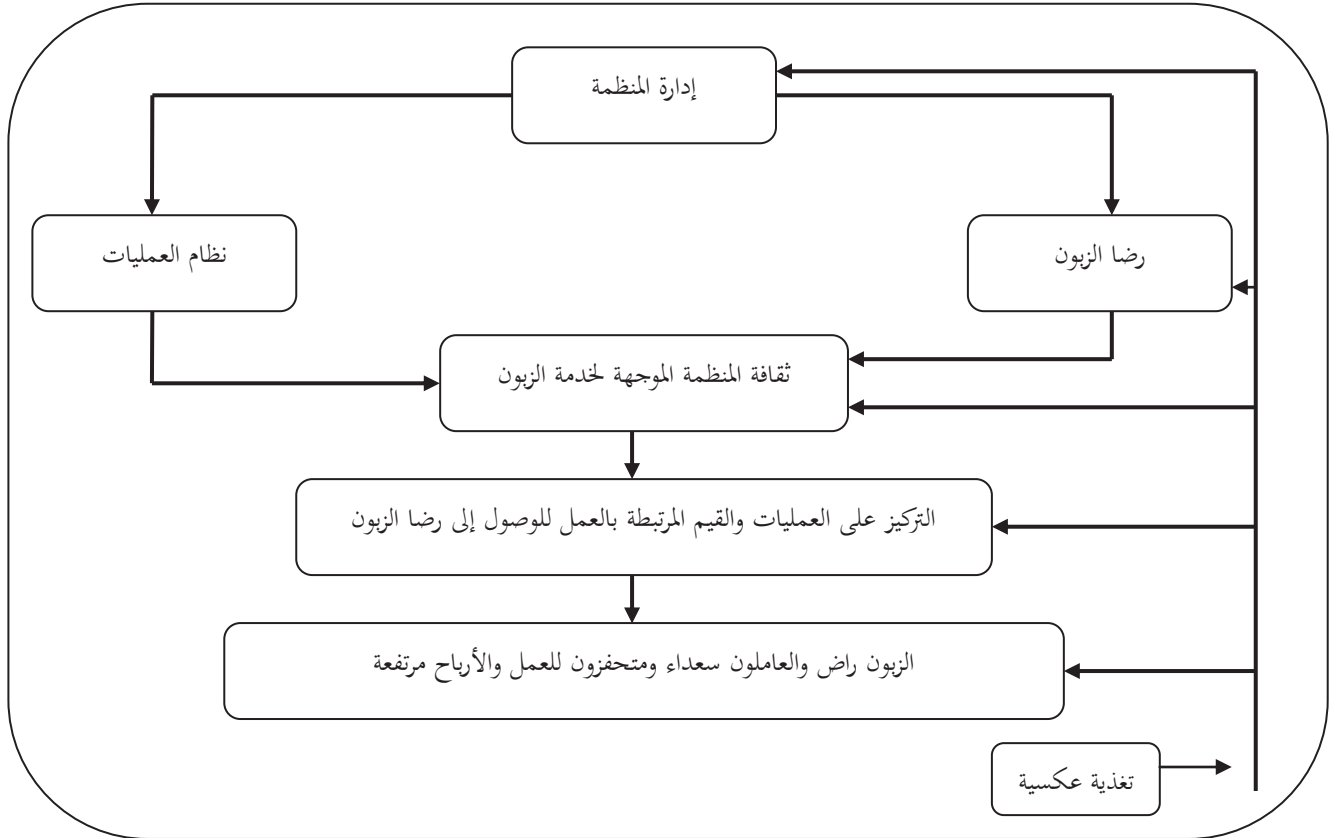 إدارة المنظمة
رضا الزبون
نظام العمليات
ثقافة المنظمة الموجهة لخدمة الزبون
التركيز على العمليات والقيم المرتبطة بالعمل للوصول إلى رضا الزبون
الزبون راض والعاملون سعداء ومتحفزون للعمل والأرباح مرتفعة
تغذية عكسية